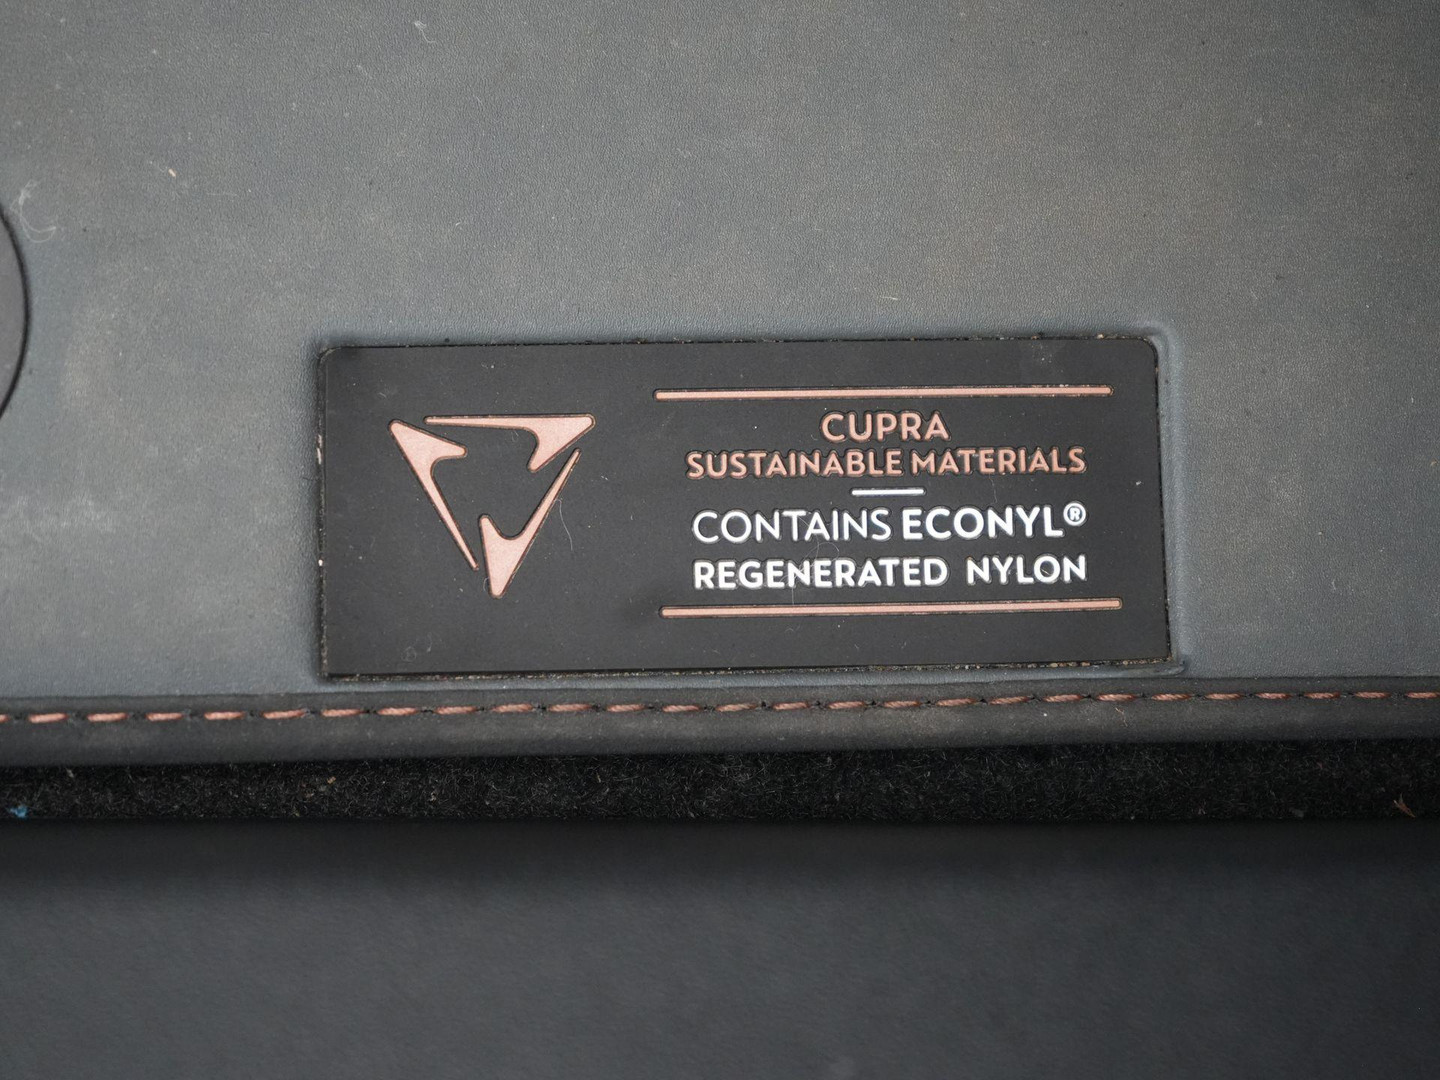 CUPRA
SUSTAINABLE MATERIALS
CONTAINS ECONYL®
REGENERATED NYLON